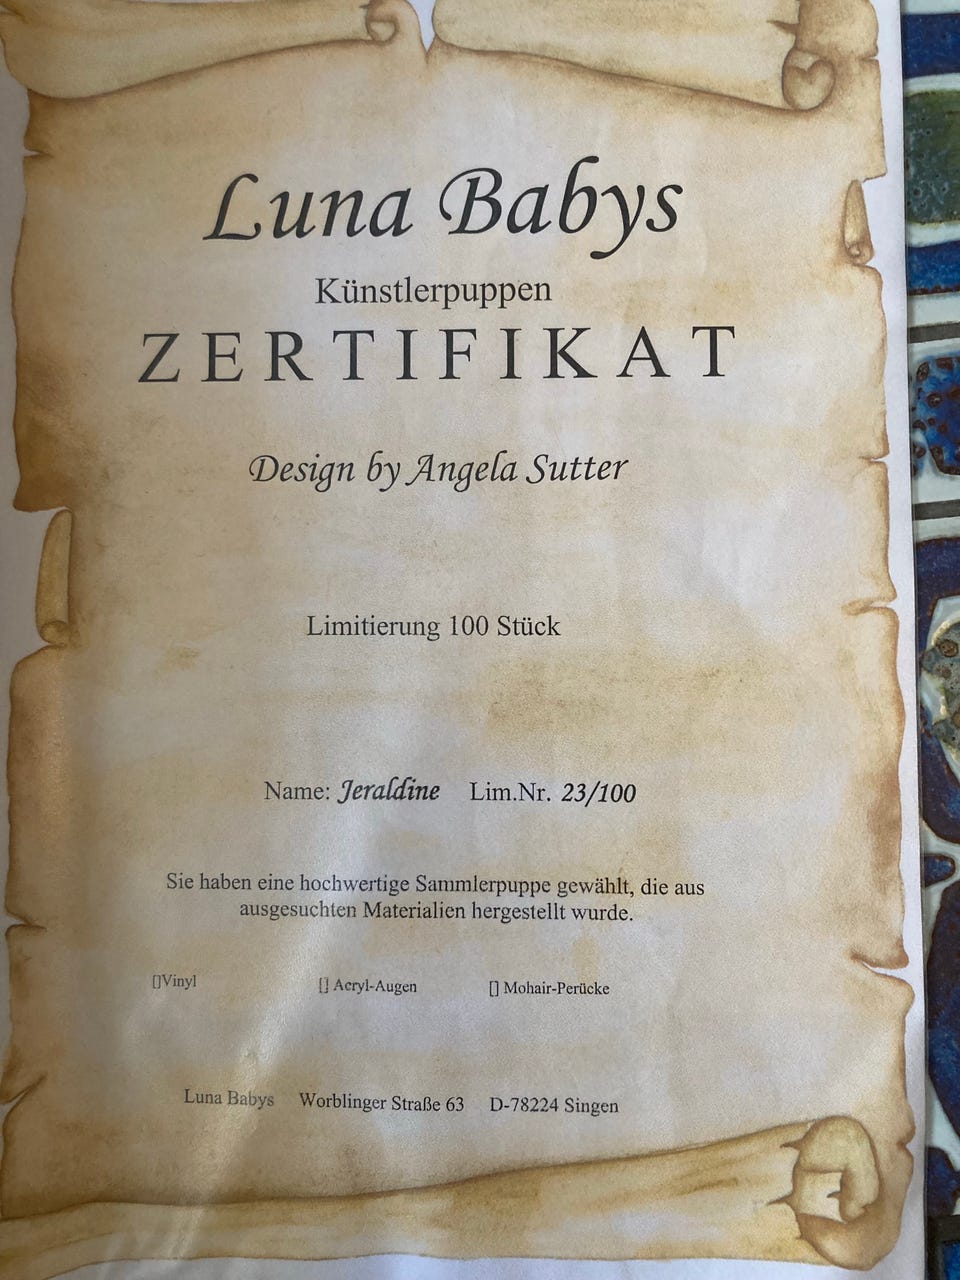 Luna Babys
Künstlerpuppen
ZERTIFIKAT
Design by Angela Sutter
Limitierung 100 Stück
Name: Jeraldine Lim.Nr. 23/100
Sie haben eine hochwertige Sammlerpuppe gewählt, die aus
ausgesuchten Materialien hergestellt wurde.
[]Vinyl [] Acryl-Augen [] Mohair-Perücke
Luna Babys Worblinger Straße 63 D-78224 Singen